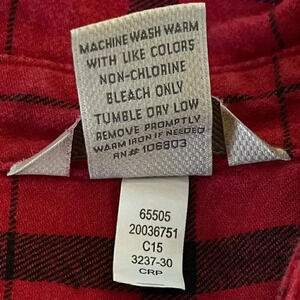 MACHINE WASH WARM
WITH LIKE COLORS
NON-CHLORINE
BLEACH ONLY
TUMBLE DRY LOW
REMOVE PROMPTLY
WARM IRON IF NEEDED
RN# 106803
65505
20036751
C15
3237-30
CRP